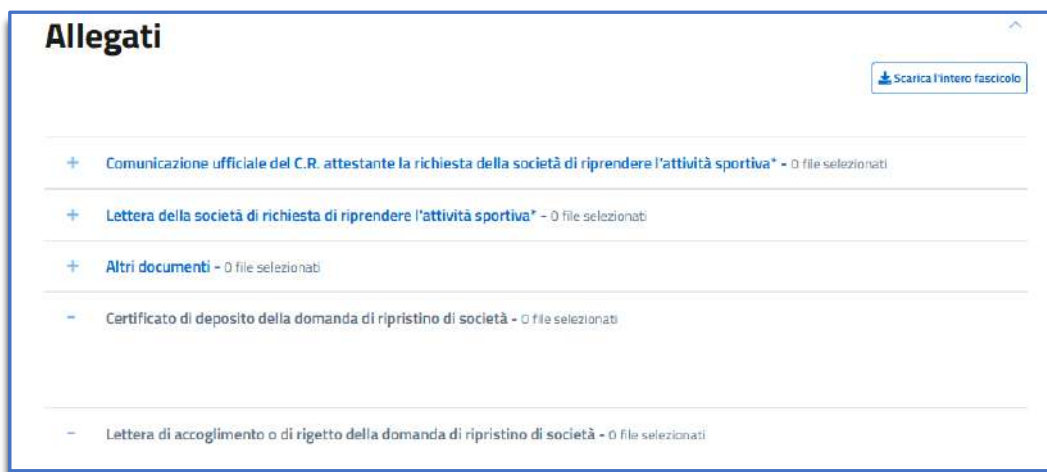 Allegati
Scarica l'intero fascicolo
+ Comunicazione ufficiale del C.R. attestante la richiesta della società di riprendere l'attività sportiva* - 0 file selezionati
+ Lettera della società di richiesta di riprendere l'attività sportiva* - 0 file selezionati
+ Altri documenti - 0 file selezionati
- Certificato di deposito della domanda di ripristino di società - 0 file selezionati
- Lettera di accoglimento o di rigetto della domanda di ripristino di società - 0 file selezionati